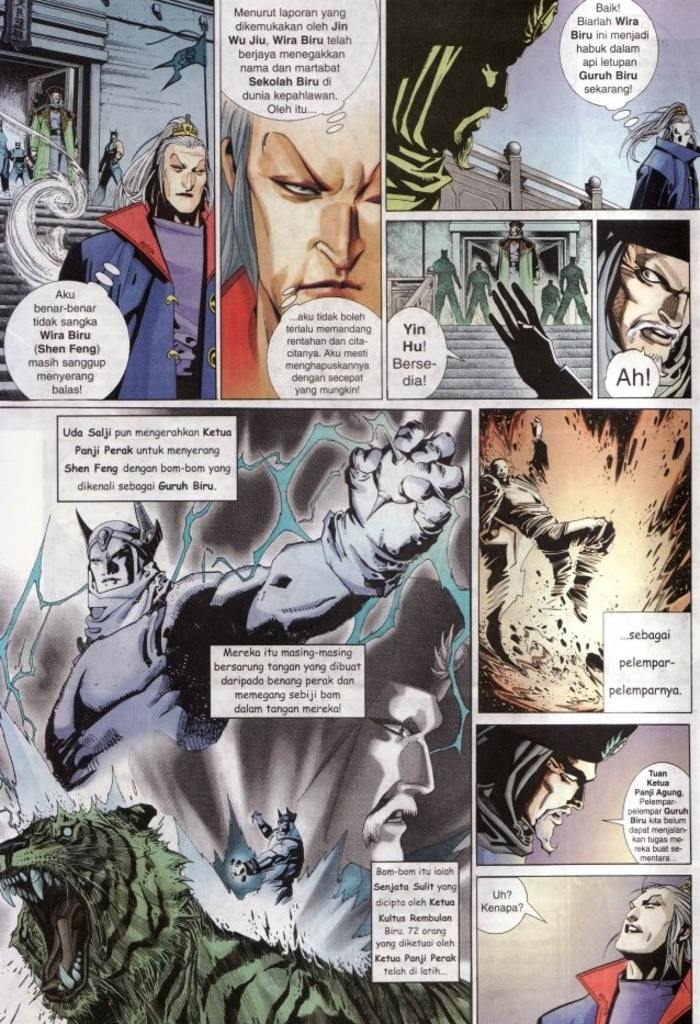 Aku
benar-benar
tidak sangka
Wira Biru
(Shen Feng)
masih sanggup
menyerang
balas!
Menurut laporan yang
dikemukakan oleh Jin
Wu Jiu, Wira Biru telah
berjaya menegakkan
nama dan martabat
Sekolah Biru di
dunia kepahlawan.
Oleh itu...
...aku boleh
terlalu memandang
rentahan dan cita-
citanya. Aku mesti
menghapuskannya
dengan secepat
yang mungkin!
Baik!
Biarlah Wira
Biru ini menjadi
habuk dalam
api letupan
Guruh Biru
sekarang!
Yin
Hu!
Berse-
dia!
Ah!
Uda Salji pun mengerahkan Ketua
Panji Perak untuk menyerang
Shen Feng dengan bom-bom yang
dikenali sebagai Guruh Biru.
Mereka itu masing-masing
bersarung tangan yang dibuat
daripada benang perak dan
memegang sebiji bom
dalam tangan mereka!
Bom-bom itu ialah
Senjata Sulit yang
dicipta oleh Ketua
Kultus Rembulan
Biru. 72 orang
yang diketuai oleh
Ketua Panji Perak
telah di latih...
...sebagai
pelempar-
pelemparnya.
Tuan
Ketua
Panji Agung,
Pelempar-
pelempar Guruh
Biru kita belum
dapat menjalan-
kan tugas me-
reka buat se-
mentara...
Uh?
Kenapa?